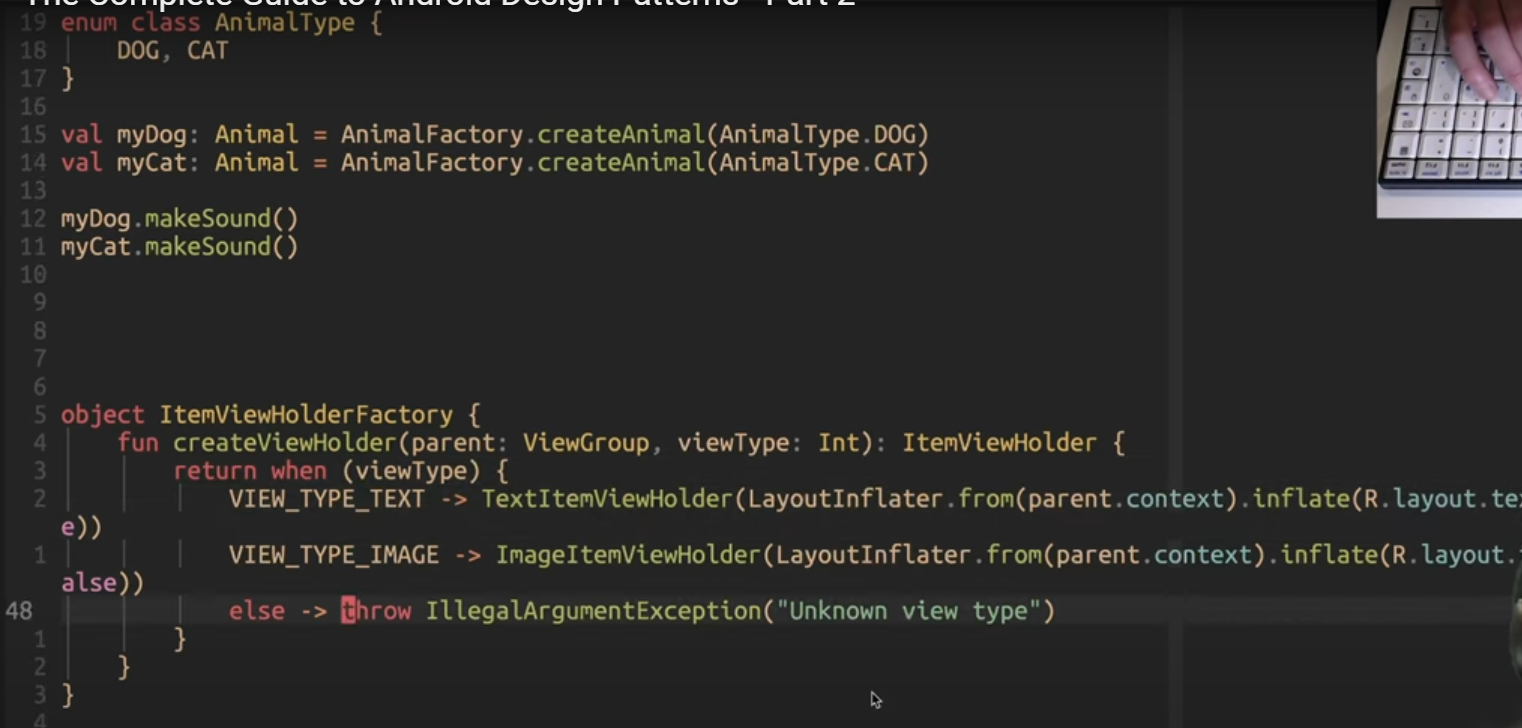 The Complete Guide to Android Design Patterns - Part 2
19 enum class AnimalType {
18 DOG, CAT
17 }
16
15 val myDog: Animal = AnimalFactory.createAnimal(AnimalType.DOG)
14 val myCat: Animal = AnimalFactory.createAnimal(AnimalType.CAT)
13
12 myDog.makeSound()
11 myCat.makeSound()
10
9
8
7
6
5 object ItemViewHolderFactory {
4 fun createViewHolder(parent: ViewGroup, viewType: Int): ItemViewHolder {
3 return when (viewType) {
2 VIEW_TYPE_TEXT -> TextItemViewHolder(LayoutInflater.from(parent.context).inflate(R.layout.te
e))
1 VIEW_TYPE_IMAGE -> ImageItemViewHolder(LayoutInflater.from(parent.context).inflate(R.layout.
alse))
48 else -> throw IllegalArgumentException("Unknown view type")
1 }
2 }
3 }
4